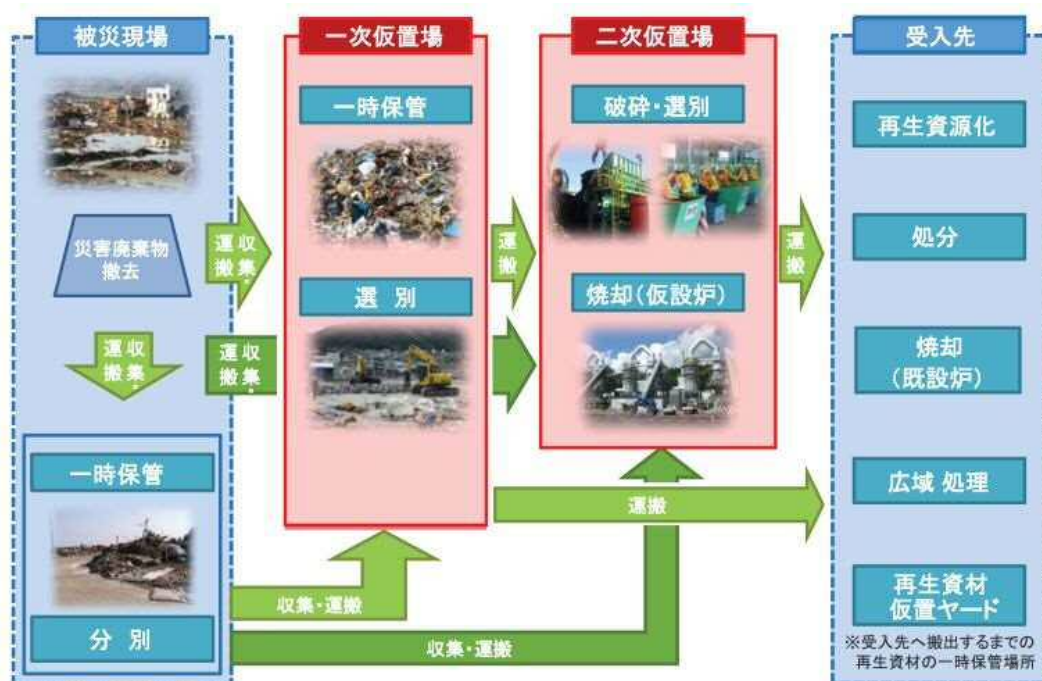 被災現場
一次仮置場
二次仮置場
受入先
災害廃棄物
撤去
収集・
運搬
収集・
運搬
収集・
運搬
一時保管
分別
一時保管
選別
運搬
破砕・選別
焼却(仮設炉)
運搬
収集・運搬
収集・運搬
運搬
再生資源化
処分
焼却
(既設炉)
広域 処理
再生資材
仮置ヤード
※受入先へ搬出するまでの
再生資材の一時保管場所